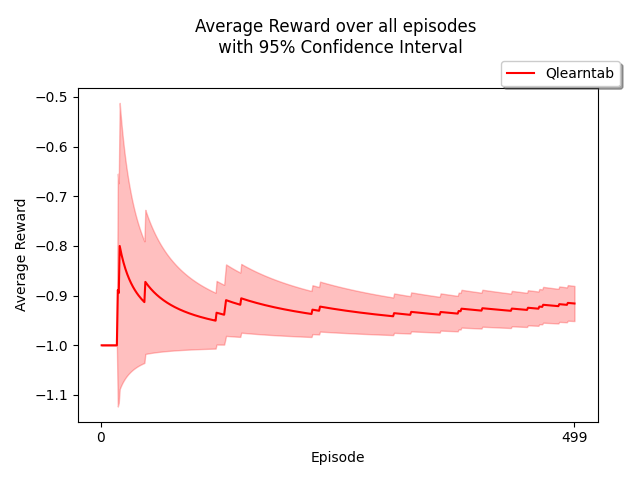 Average Reward over all episodes
with 95% Confidence Interval
Qlearntab
−0.5
−0.6
−0.7
−0.8
−0.9
−1.0
−1.1
Average Reward
0
499
Episode